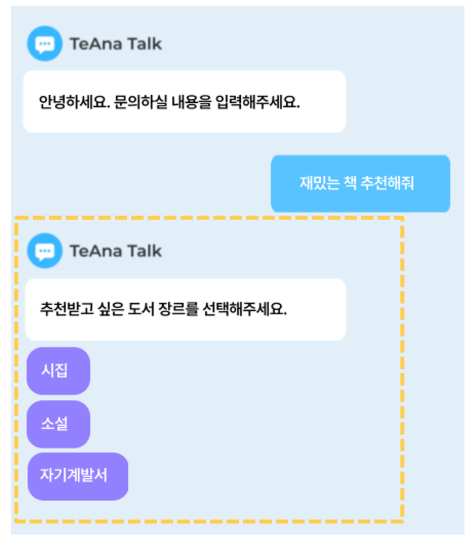 TeAna Talk
안녕하세요. 문의하실 내용을 입력해주세요.
재밌는 책 추천해줘
TeAna Talk
추천받고 싶은 도서 장르를 선택해주세요.
시집
소설
자기계발서